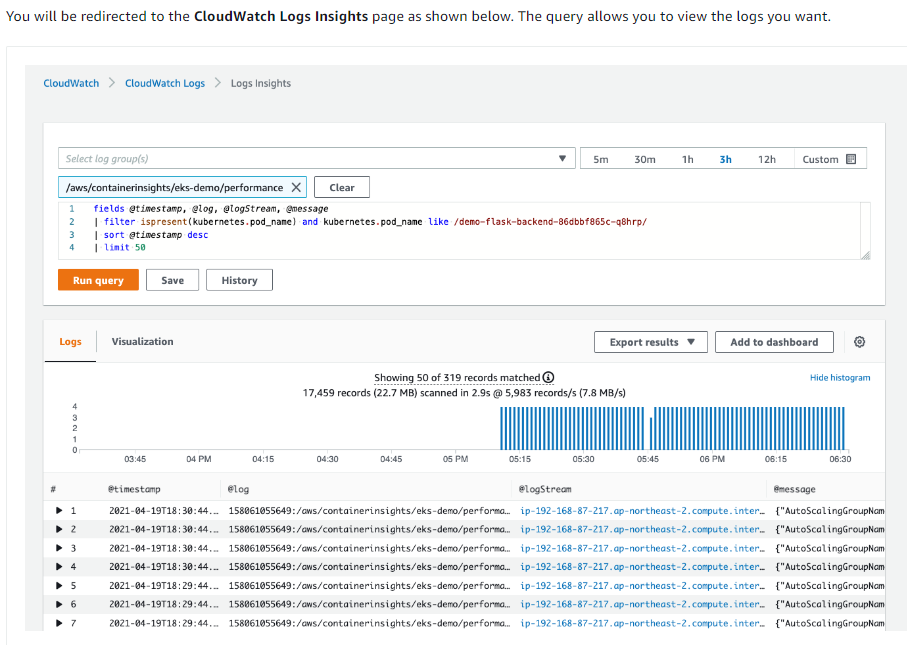 You will be redirected to the CloudWatch Logs Insights page as shown below. The query allows you to view the logs you want.
CloudWatch > CloudWatch Logs > Logs Insights
Select log group(s) 5m 30m 1h 3h 12h Custom
/aws/containerinsights/eks-demo/performance Clear
1 fields @timestamp, @log, @logStream, @message
2 | filter ispresent(kubernetes.pod_name) and kubernetes.pod_name like /demo-flask-backend-86dbbf865c-q8hrp/
3 | sort @timestamp desc
4 | limit 50
Run query Save History
Logs Visualization Export results Add to dashboard
Showing 50 of 319 records matched Hide histogram
17,459 records (22.7 MB) scanned in 2.9s @ 5,983 records/s (7.8 MB/s)
4
3
2
1
0
03:45 04 PM 04:15 04:30 04:45 05 PM 05:15 05:30 05:45 06 PM 06:15 06:30
# @timestamp @log @logStream @message
1 2021-04-19T18:30:44... 158061055649:/aws/containerinsights/eks-demo/performa... ip-192-168-87-217.ap-northeast-2.compute.inter... {"AutoScalingGroupNam
2 2021-04-19T18:30:44... 158061055649:/aws/containerinsights/eks-demo/performa... ip-192-168-87-217.ap-northeast-2.compute.inter... {"AutoScalingGroupNam
3 2021-04-19T18:30:44... 158061055649:/aws/containerinsights/eks-demo/performa... ip-192-168-87-217.ap-northeast-2.compute.inter... {"AutoScalingGroupNam
4 2021-04-19T18:30:44... 158061055649:/aws/containerinsights/eks-demo/performa... ip-192-168-87-217.ap-northeast-2.compute.inter... {"AutoScalingGroupNam
5 2021-04-19T18:29:44... 158061055649:/aws/containerinsights/eks-demo/performa... ip-192-168-87-217.ap-northeast-2.compute.inter... {"AutoScalingGroupNam
6 2021-04-19T18:29:44... 158061055649:/aws/containerinsights/eks-demo/performa... ip-192-168-87-217.ap-northeast-2.compute.inter... {"AutoScalingGroupNam
7 2021-04-19T18:29:44... 158061055649:/aws/containerinsights/eks-demo/performa... ip-192-168-87-217.ap-northeast-2.compute.inter... {"AutoScalingGroupNam